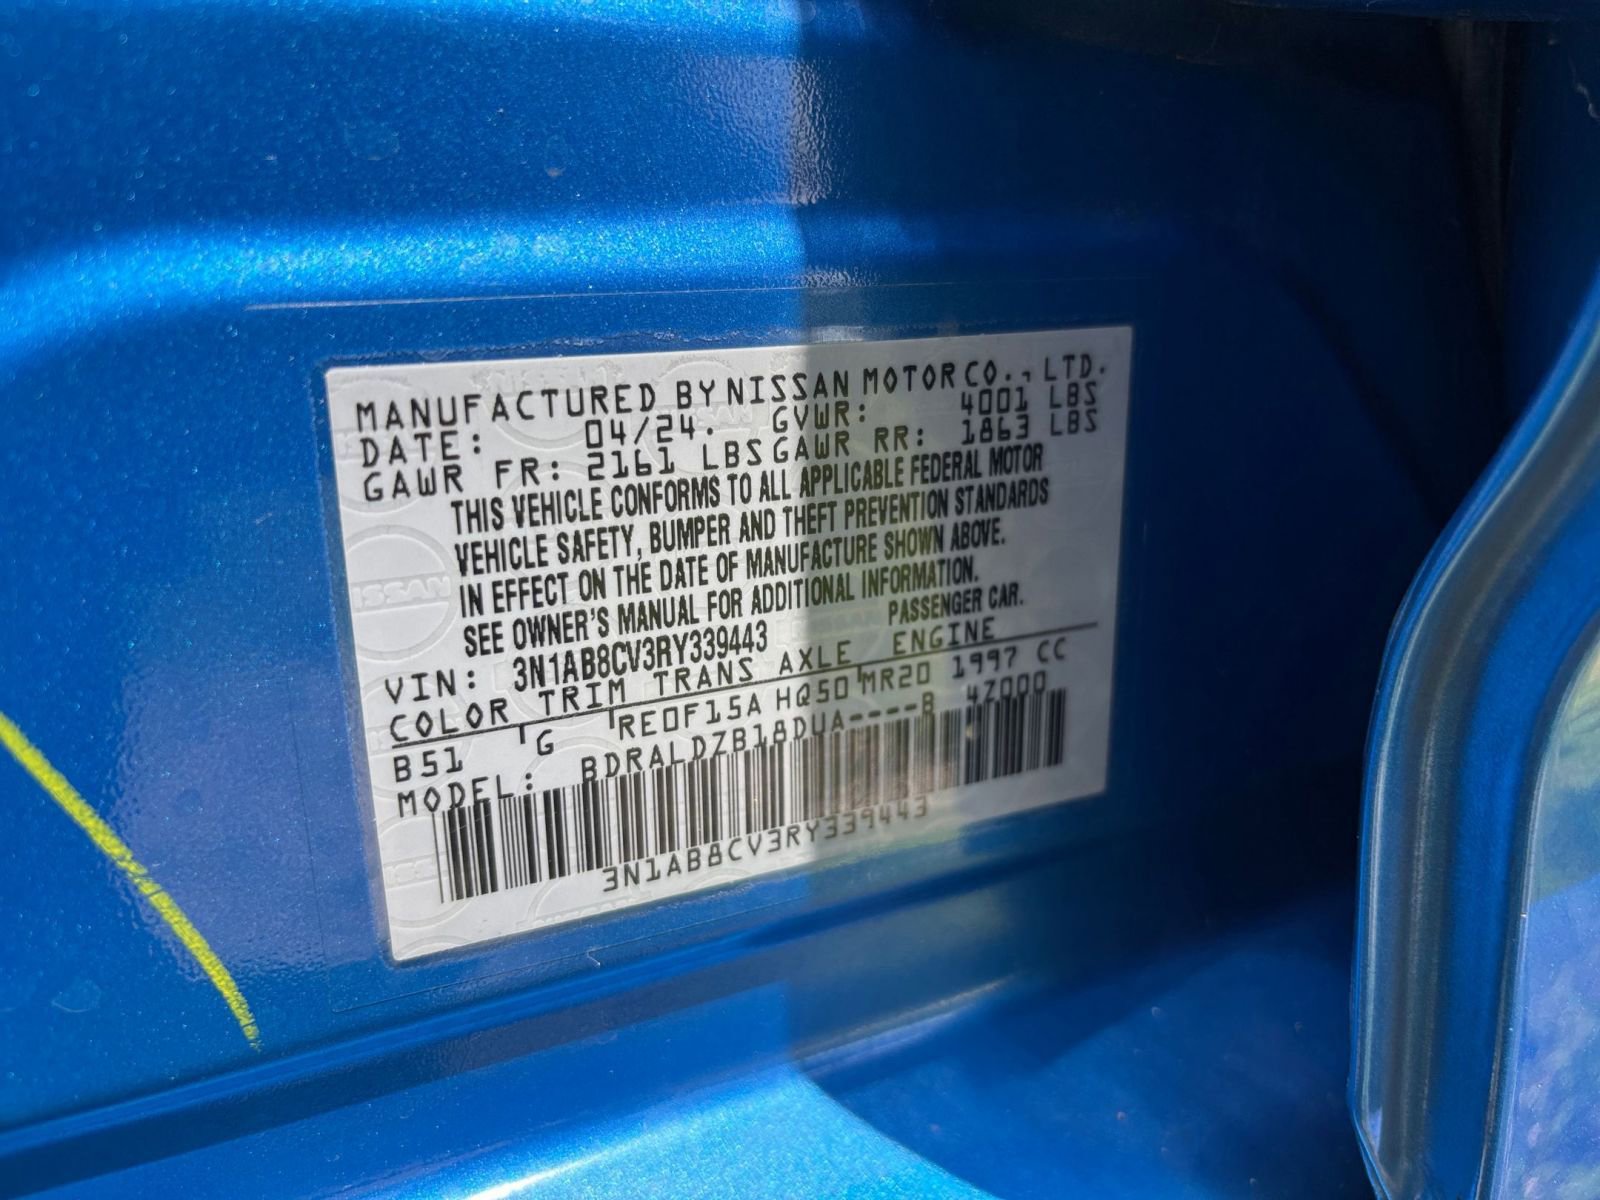 MANUFACTURED BY NISSAN MOTOR CO., LTD.
DATE: 04/24. GVWR: 4001 LBS
GAWR FR: 2161 LBS GAWR RR: 1863 LBS
THIS VEHICLE CONFORMS TO ALL APPLICABLE FEDERAL MOTOR
VEHICLE SAFETY, BUMPER AND THEFT PREVENTION STANDARDS
IN EFFECT ON THE DATE OF MANUFACTURE SHOWN ABOVE.
SEE OWNER'S MANUAL FOR ADDITIONAL INFORMATION.
VIN: 3N1AB8CV3RY339443 PASSENGER CAR.
COLOR TRIM TRANS AXLE ENGINE
B51 G RE0F15A HQ50 MR20 1997 CC
MODEL: BDRALDZB18DUA----B 47000
3N1AB8CV3RY339443
NISSAN